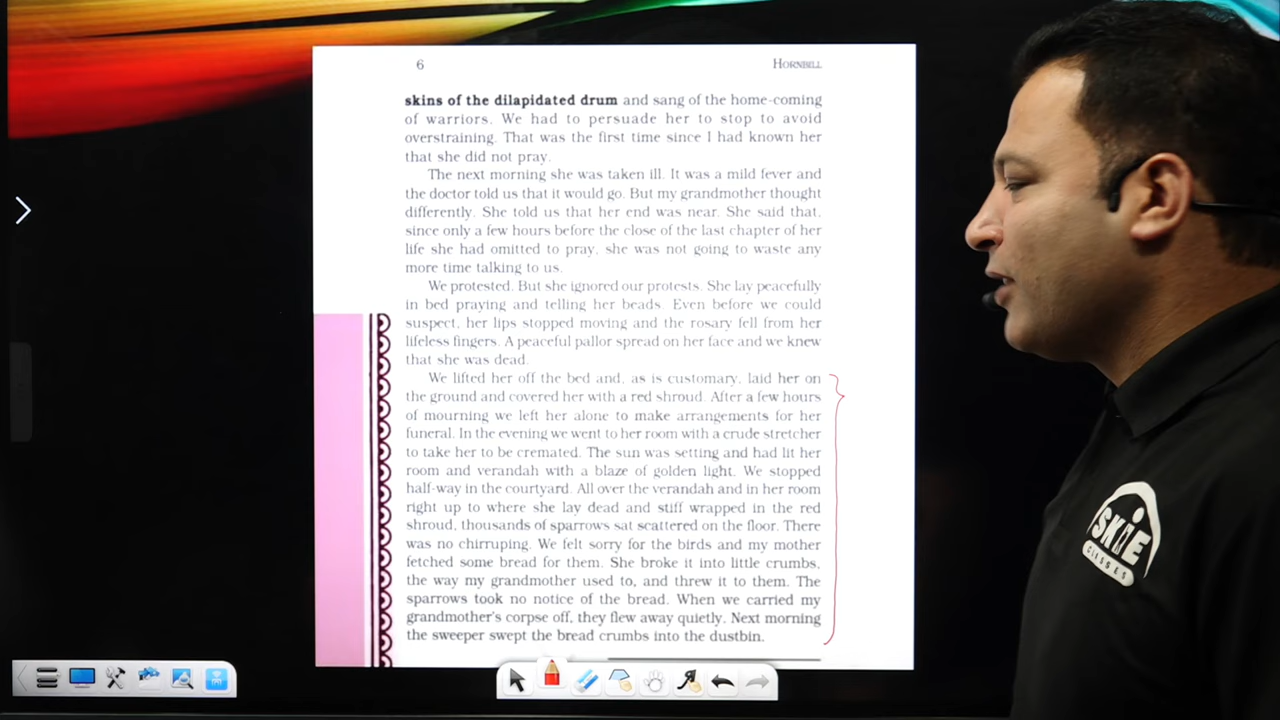 6
HORNBILL
skins of the dilapidated drum and sang of the home-coming
of warriors. We had to persuade her to stop to avoid
overstraining. That was the first time since I had known her
that she did not pray.
The next morning she was taken ill. It was a mild fever and
the doctor told us that it would go. But my grandmother thought
differently. She told us that her end was near. She said that,
since only a few hours before the close of the last chapter of her
life she had omitted to pray, she was not going to waste any
more time talking to us.
We protested. But she ignored our protests. She lay peacefully
in bed praying and telling her beads. Even before we could
suspect, her lips stopped moving and the rosary fell from her
lifeless fingers. A peaceful pallor spread on her face and we knew
that she was dead.
We lifted her off the bed and, as is customary, laid her on
the ground and covered her with a red shroud. After a few hours
of mourning we left her alone to make arrangements for her
funeral. In the evening we went to her room with a crude stretcher
to take her to be cremated. The sun was setting and had lit her
room and verandah with a blaze of golden light. We stopped
half-way in the courtyard. All over the verandah and in her room
right up to where she lay dead and stiff wrapped in the red
shroud, thousands of sparrows sat scattered on the floor. There
was no chirruping. We felt sorry for the birds and my mother
fetched some bread for them. She broke it into little crumbs,
the way my grandmother used to, and threw it to them. The
sparrows took no notice of the bread. When we carried my
grandmother's corpse off, they flew away quietly. Next morning
the sweeper swept the bread crumbs into the dustbin.
SKIE
CLASSES